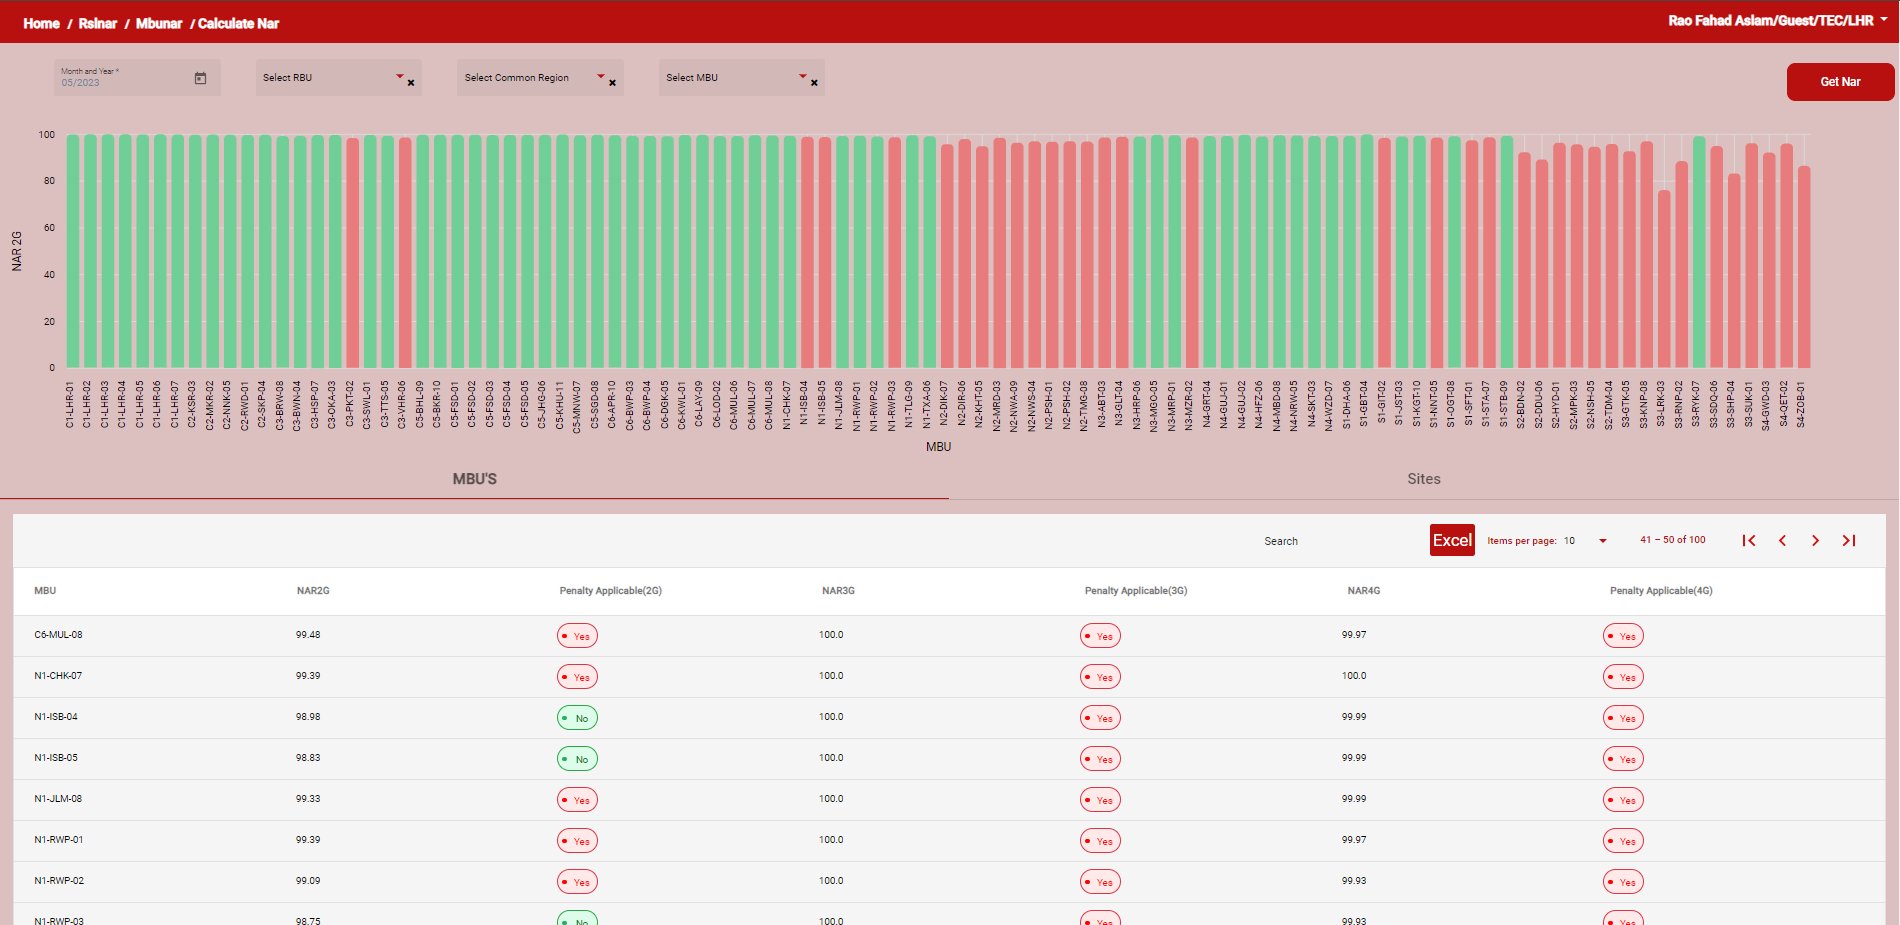 Home / Rslnar / Mbunar / Calculate Nar
Rao Fahad Aslam/Guest/TEC/LHR
Month and Year *
05/2023
Select RBU
Select Common Region
Select MBU
Get Nar
NAR 2G
100
80
60
40
20
0
C1-LHR-01
C1-LHR-02
C1-LHR-03
C1-LHR-04
C1-LHR-05
C1-LHR-06
C1-LHR-07
C2-KSR-03
C2-MKR-02
C2-NNK-05
C2-RWD-01
C2-SKP-04
C3-BRW-08
C3-BWN-04
C3-HSP-07
C3-OKA-03
C3-PKT-02
C3-SWL-01
C3-TTS-05
C3-VHR-06
C5-BHL-09
C5-BKR-10
C5-FSD-01
C5-FSD-02
C5-FSD-03
C5-FSD-04
C5-FSD-05
C5-JHG-06
C5-KHU-11
C5-MNW-07
C5-SGD-08
C6-APR-10
C6-BWP-03
C6-BWP-04
C6-DGK-05
C6-KWL-01
C6-LAY-09
C6-LOD-02
C6-MUL-06
C6-MUL-07
C6-MUL-08
N1-CHK-07
N1-ISB-04
N1-ISB-05
N1-JLM-08
N1-RWP-01
N1-RWP-02
N1-RWP-03
N1-TLG-09
N1-TXA-06
N2-DIK-07
N2-DIR-06
N2-KHT-05
N2-MRD-03
N2-NWA-09
N2-NWS-04
N2-PSH-01
N2-PSH-02
N2-TMG-08
N3-ABT-03
N3-GLT-04
N3-HRP-06
N3-MGO-05
N3-MRP-01
N3-MZR-02
N4-GRT-04
N4-GUJ-01
N4-GUJ-02
N4-HFZ-06
N4-MBD-08
N4-NRW-05
N4-SKT-03
N4-WZD-07
S1-DHA-06
S1-GBT-04
S1-GIT-02
S1-JST-03
S1-KGT-10
S1-NNT-05
S1-OGT-08
S1-SFT-01
S1-STA-07
S1-STB-09
S2-BDN-02
S2-DDU-06
S2-HYD-01
S2-MPK-03
S2-NSH-05
S2-TDM-04
S3-GTK-05
S3-KNP-08
S3-LRK-03
S3-RNP-02
S3-RYK-07
S3-SDQ-06
S3-SHP-04
S3-SUK-01
S4-GWD-03
S4-QET-02
S4-ZOB-01
MBU
MBU'S
Sites
Search
Excel
Items per page: 10
41 – 50 of 100
MBU NAR2G Penalty Applicable(2G) NAR3G Penalty Applicable(3G) NAR4G Penalty Applicable(4G)
C6-MUL-08 99.48 Yes 100.0 Yes 99.97 Yes
N1-CHK-07 99.39 Yes 100.0 Yes 100.0 Yes
N1-ISB-04 98.98 No 100.0 Yes 99.99 Yes
N1-ISB-05 98.83 No 100.0 Yes 99.99 Yes
N1-JLM-08 99.33 Yes 100.0 Yes 99.99 Yes
N1-RWP-01 99.39 Yes 100.0 Yes 99.97 Yes
N1-RWP-02 99.09 Yes 100.0 Yes 99.93 Yes
N1-RWP-03 98.75 No 100.0 Yes 99.93 Yes